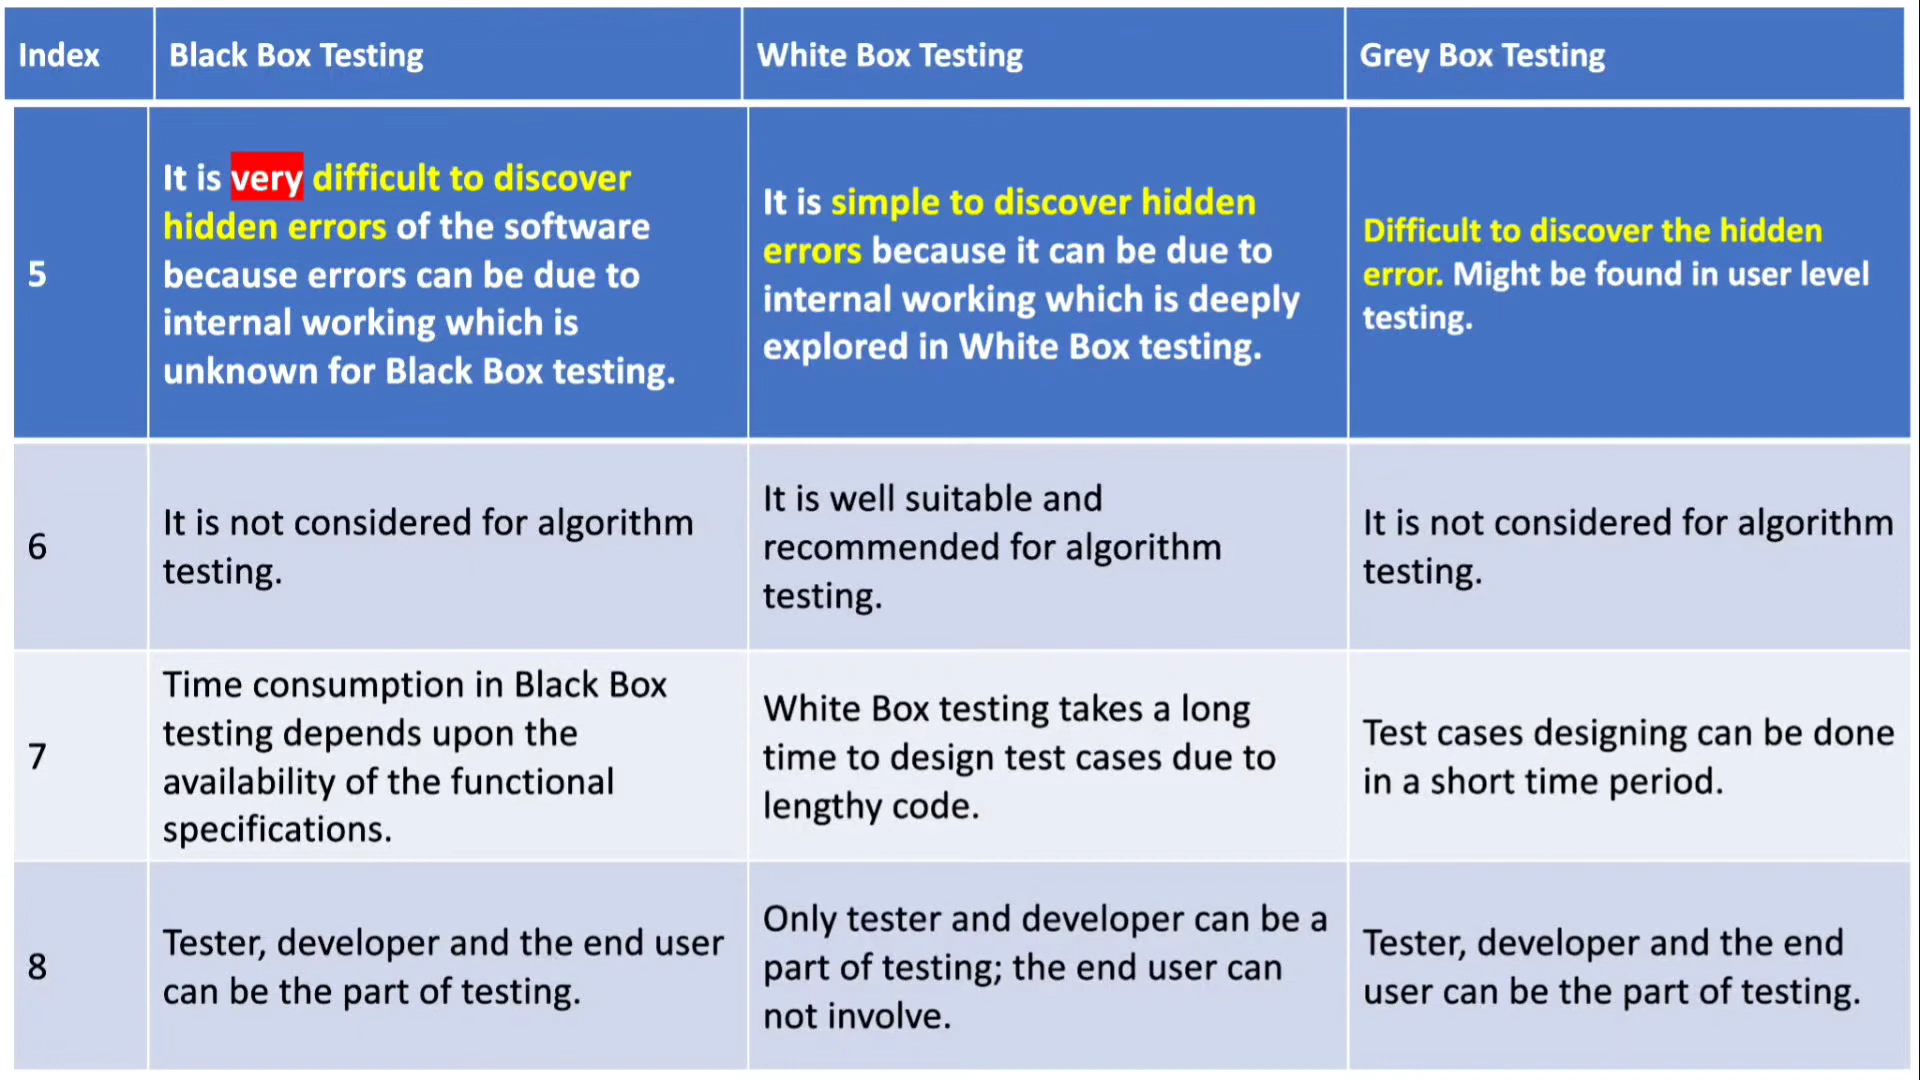 Index
Black Box Testing
White Box Testing
Grey Box Testing
5
It is very difficult to discover
hidden errors of the software
because errors can be due to
internal working which is
unknown for Black Box testing.
It is simple to discover hidden
errors because it can be due to
internal working which is deeply
explored in White Box testing.
Difficult to discover the hidden
error. Might be found in user level
testing.
6
It is not considered for algorithm
testing.
It is well suitable and
recommended for algorithm
testing.
It is not considered for algorithm
testing.
7
Time consumption in Black Box
testing depends upon the
availability of the functional
specifications.
White Box testing takes a long
time to design test cases due to
lengthy code.
Test cases designing can be done
in a short time period.
8
Tester, developer and the end user
can be the part of testing.
Only tester and developer can be a
part of testing; the end user can
not involve.
Tester, developer and the end
user can be the part of testing.